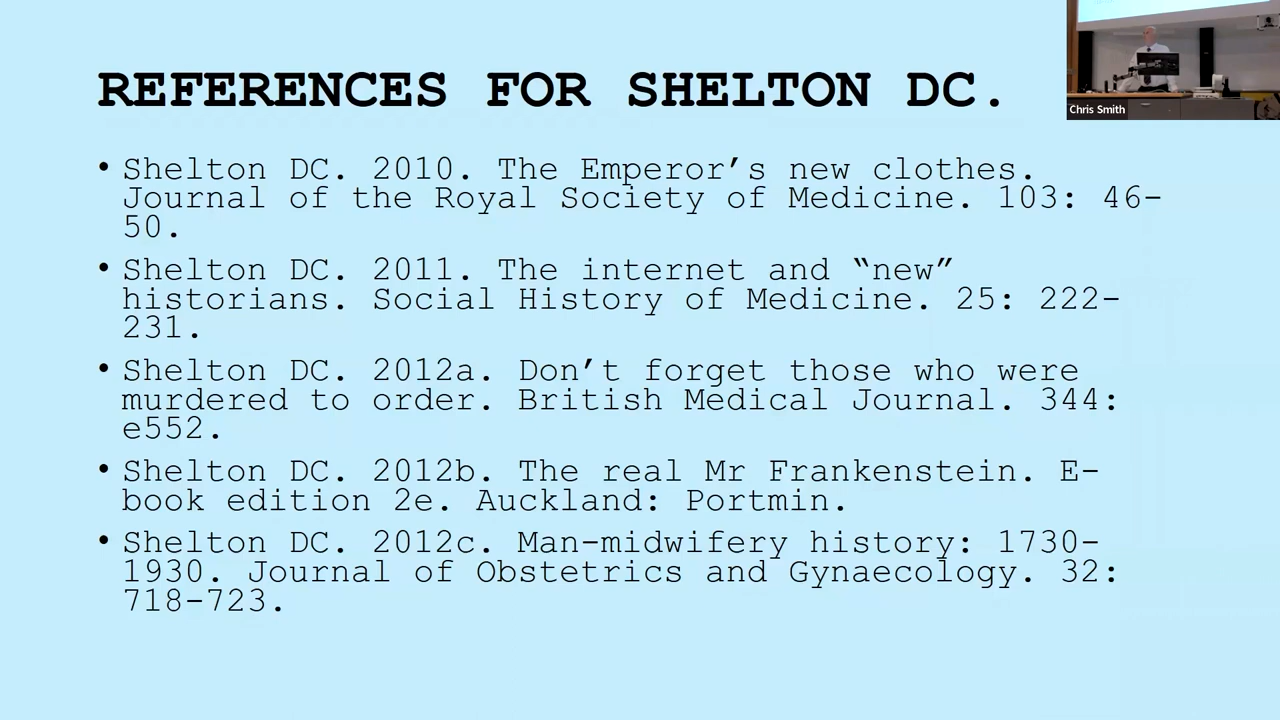 REFERENCES FOR SHELTON DC.
Chris Smith
• Shelton DC. 2010. The Emperor’s new clothes.
Journal of the Royal Society of Medicine. 103: 46-
50.
• Shelton DC. 2011. The internet and “new”
historians. Social History of Medicine. 25: 222-
231.
• Shelton DC. 2012a. Don’t forget those who were
murdered to order. British Medical Journal. 344:
e552.
• Shelton DC. 2012b. The real Mr Frankenstein. E-
book edition 2e. Auckland: Portmin.
• Shelton DC. 2012c. Man-midwifery history: 1730-
1930. Journal of Obstetrics and Gynaecology. 32:
718-723.